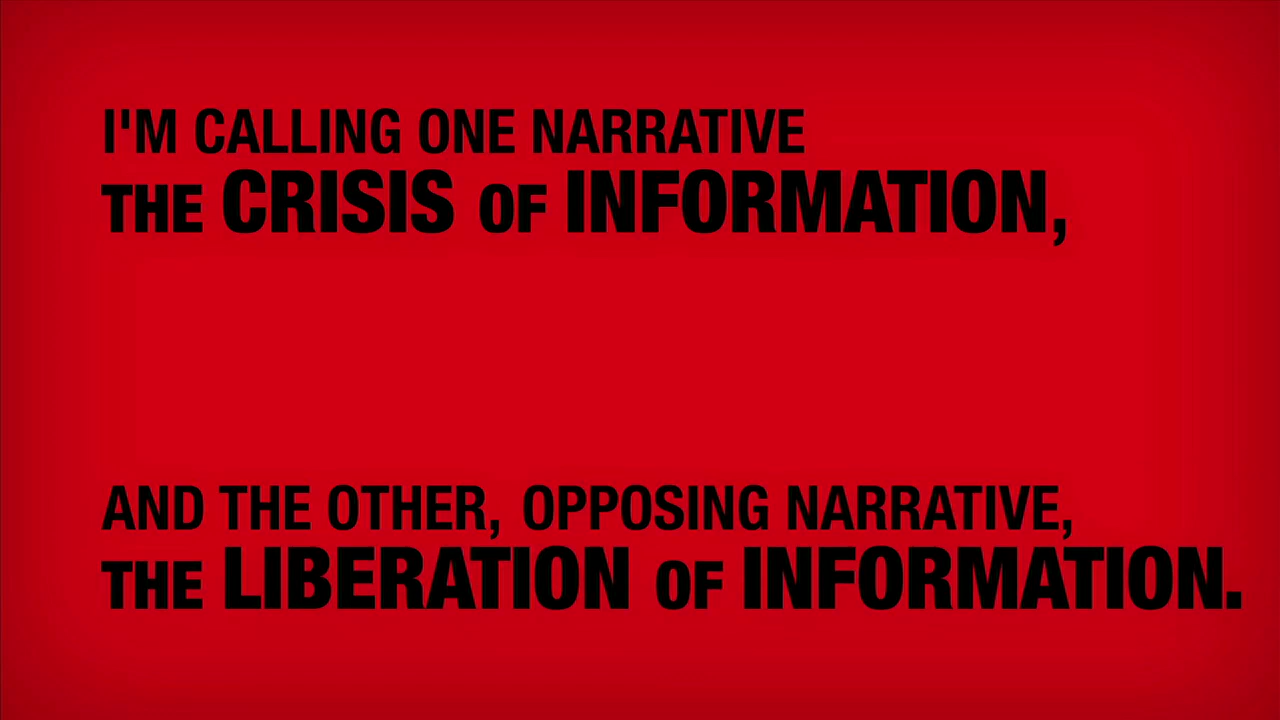 I'M CALLING ONE NARRATIVE
THE CRISIS OF INFORMATION,
AND THE OTHER, OPPOSING NARRATIVE,
THE LIBERATION OF INFORMATION.